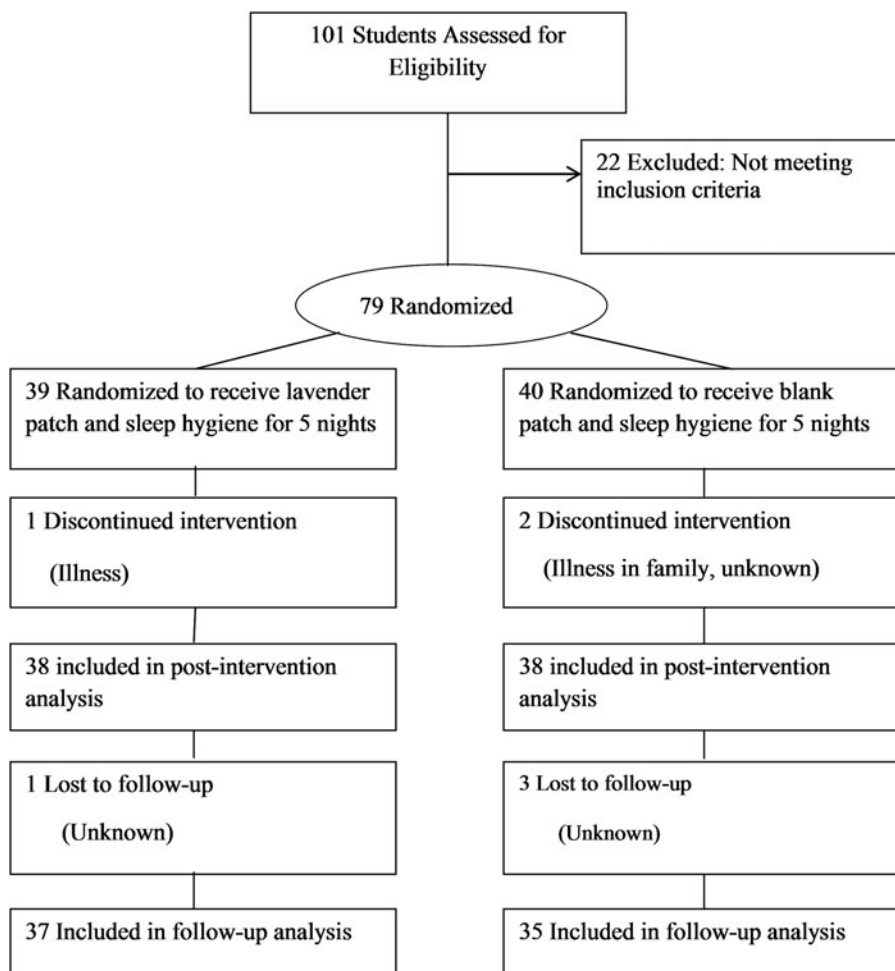 101 Students Assessed for
Eligibility
22 Excluded: Not meeting
inclusion criteria
79 Randomized
39 Randomized to receive lavender
patch and sleep hygiene for 5 nights
40 Randomized to receive blank
patch and sleep hygiene for 5 nights
1 Discontinued intervention
(Illness)
2 Discontinued intervention
(Illness in family, unknown)
38 included in post-intervention
analysis
38 included in post-intervention
analysis
1 Lost to follow-up
(Unknown)
3 Lost to follow-up
(Unknown)
37 Included in follow-up analysis
35 Included in follow-up analysis